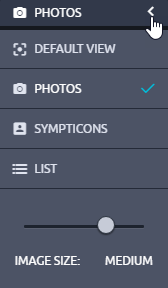 PHOTOS
DEFAULT VIEW
PHOTOS
SYMPTICONS
LIST
IMAGE SIZE: MEDIUM